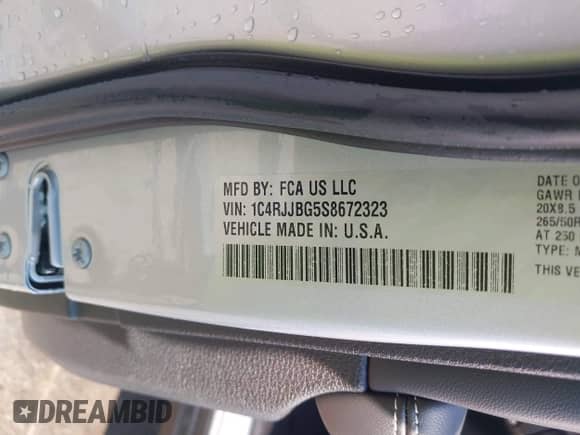 MFD BY: FCA US LLC
VIN: 1C4RJJBG5S8672323
VEHICLE MADE IN: U.S.A.
DATE O
GAWR
20X8.5
265/50R
AT 250
TYPE: M
THIS VE
DREAMBID